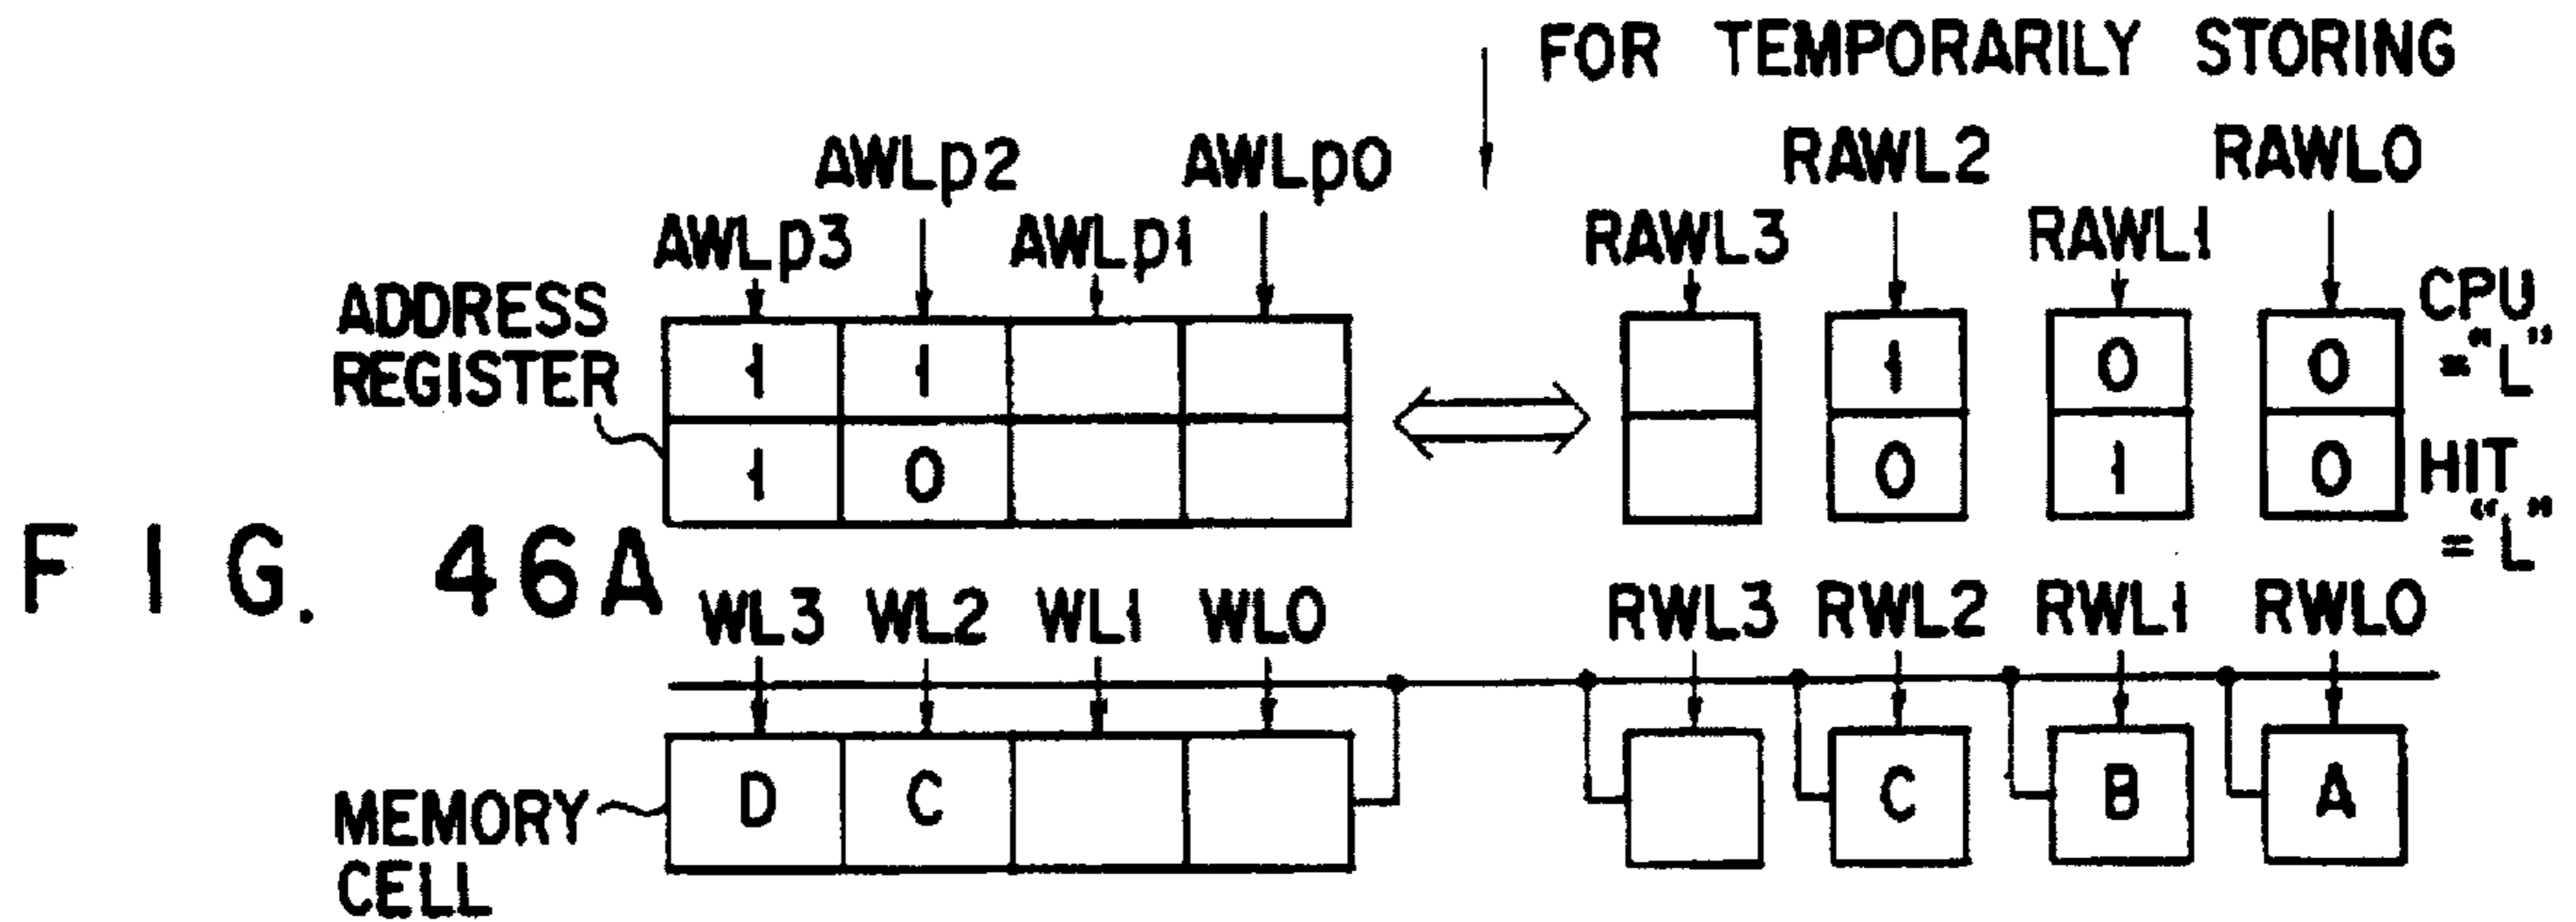 FOR TEMPORARILY STORING
AWLp2 AWLp0 RAWL2 RAWL0
AWLp3 AWLp1 RAWL3 RAWL1
ADDRESS REGISTER
CPU ="L"
1 1 1 0 0
1 0 0 1 0
HIT ="L"
FIG. 46A
WL3 WL2 WL1 WL0 RWL3 RWL2 RWL1 RWL0
MEMORY CELL
D C C B A